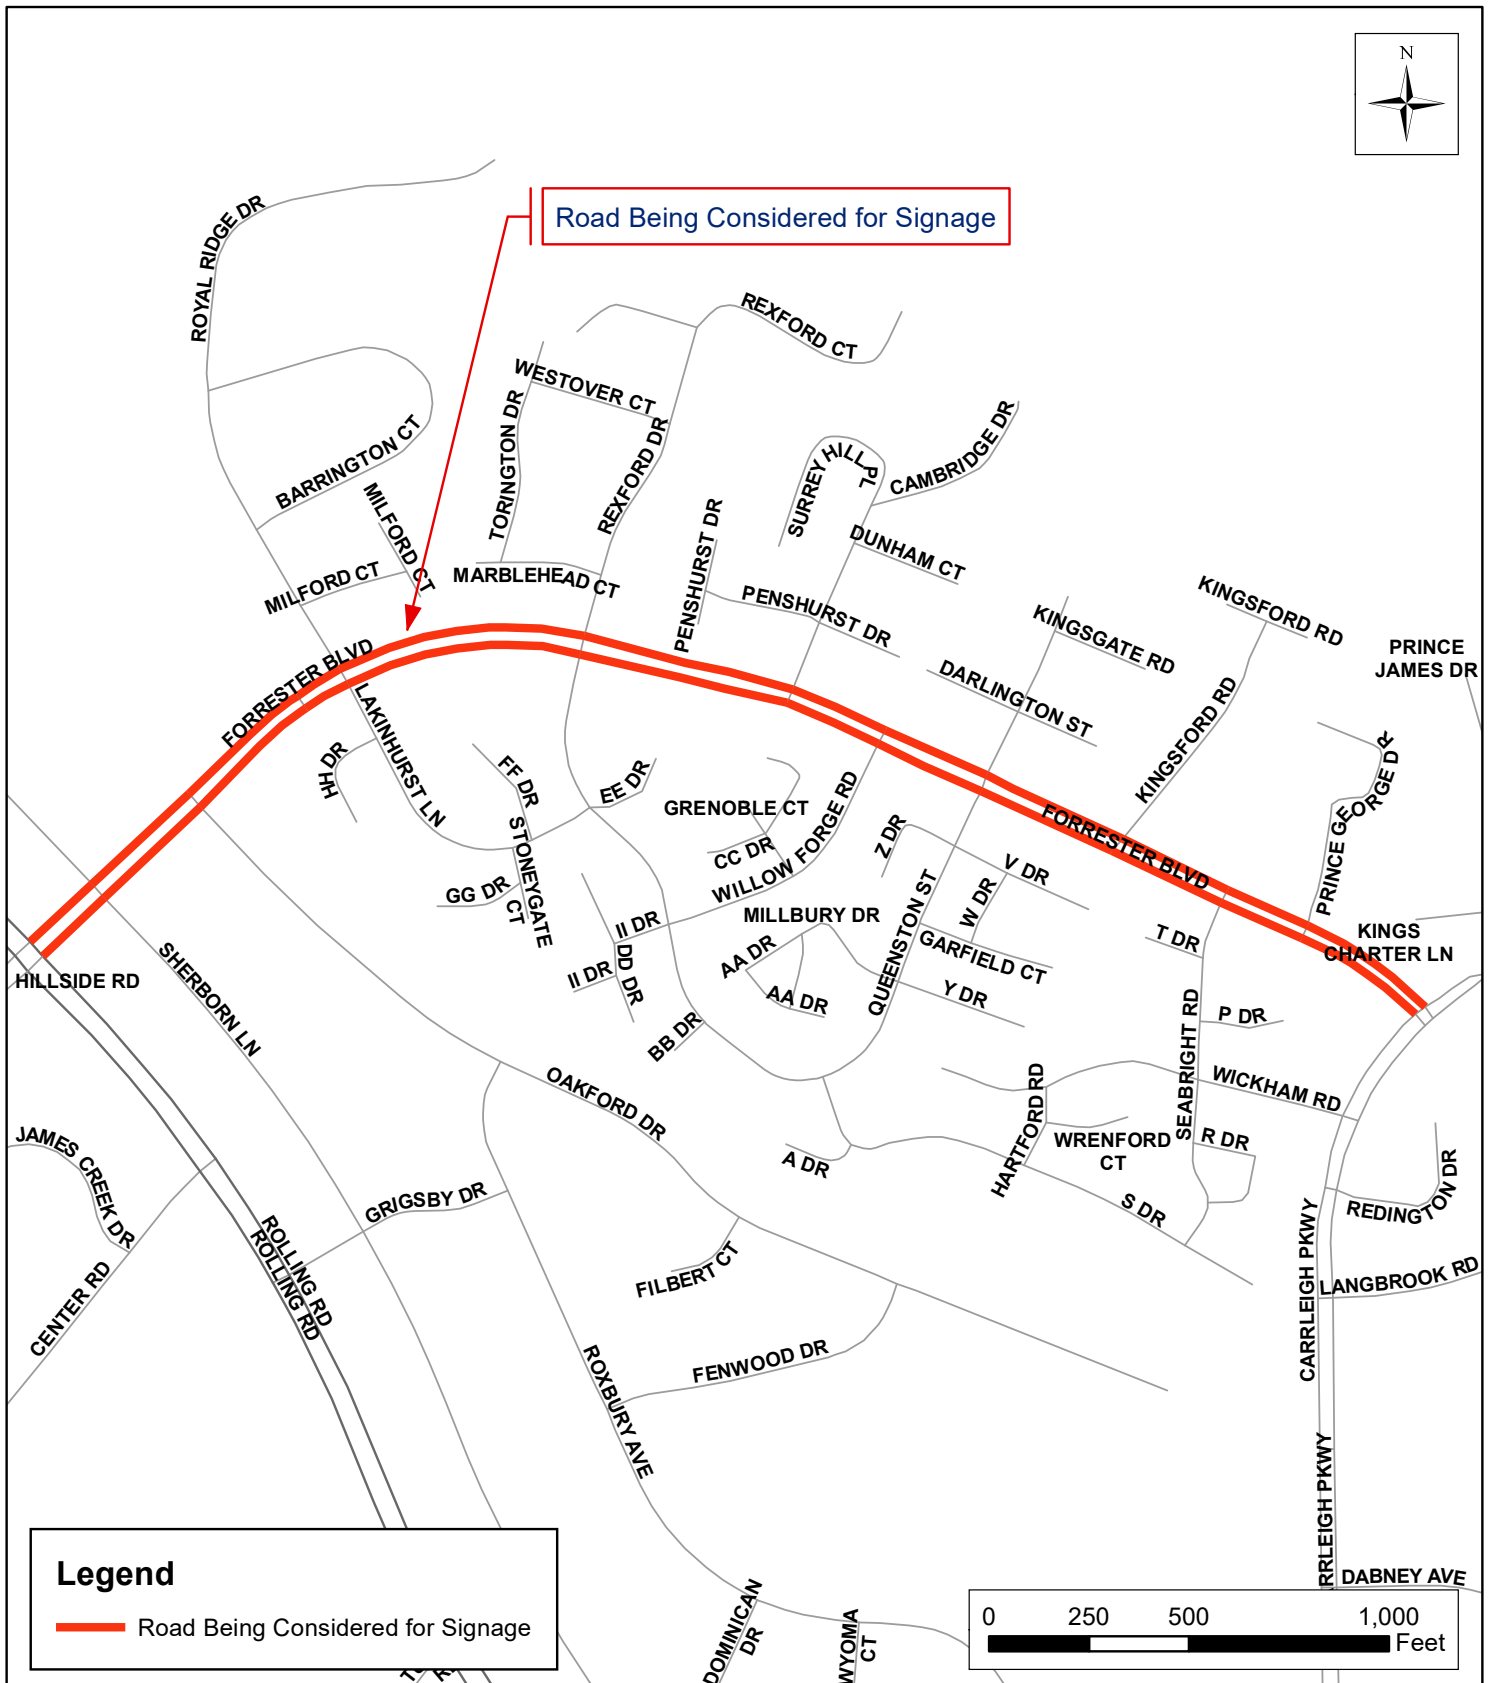 N
ROYAL RIDGE DR
Road Being Considered for Signage
REXFORD CT
WESTOVER CT
TORINGTON DR
REXFORD DR
BARRINGTON CT
MILFORD CT
MILFORD CT
MARBLEHEAD CT
PENSHURST DR
PENSHURST DR
SURREY HILL PL
CAMBRIDGE DR
DUNHAM CT
KINGSGATE RD
KINGSFORD RD
KINGSFORD RD
DARLINGTON ST
PRINCE
JAMES DR
PRINCE GEORGE DR
FORRESTER BLVD
LAKINHURST LN
HH DR
FF DR
EE DR
STONEGATE
CT
GG DR
GRENOBLE CT
CC DR
WILLOW FORGE RD
Z DR
V DR
W DR
FORRESTER BLVD
QUEENSTON ST
MILLBURY DR
GARFIELD CT
II DR
II DR
DD DR
AA DR
AA DR
BB DR
Y DR
T DR
P DR
KINGS
CHARTER LN
HILLSIDE RD
SHERBORN LN
OAKFORD DR
A DR
HARTFORD RD
WRENFORD
CT
SEABRIGHT RD
WICKHAM RD
R DR
S DR
REDINGTON DR
LANGBROOK RD
CARRLEIGH PKWY
JAMES CREEK DR
CENTER RD
ROLLING RD
ROLLING RD
GRIGSBY DR
FILBERT CT
FENWOOD DR
ROXBURY AVE
RRLEIGH PKWY
DABNEY AVE
DOMINICAN
DR
WYOMA
CT
Legend
Road Being Considered for Signage
0 250 500 1,000
Feet